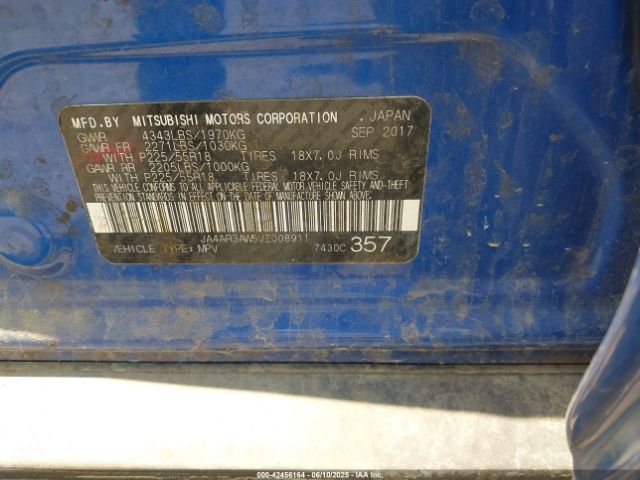 MFD.BY MITSUBISHI MOTORS CORPORATION . JAPAN
GVWR 4343LBS/1970KG SEP 2017
GAWR FR 2271LBS/1030KG
WITH P225/55R18 TIRES 18X7.0J RIMS
GAWR RR 2205LBS/1000KG
WITH P225/55R18 TIRES 18X7.0J RIMS
THIS VEHICLE CONFORMS TO ALL APPLICABLE FEDERAL MOTOR VEHICLE SAFETY AND THEFT
PREVENTION STANDARDS IN EFFECT ON THE DATE OF MANUFACTURE SHOWN ABOVE.
JA4AR3AW5JZ008911
VEHICLE TYPE: MPV 7430C 357
000-42456164 - 06/10/2025 - IAAI.com